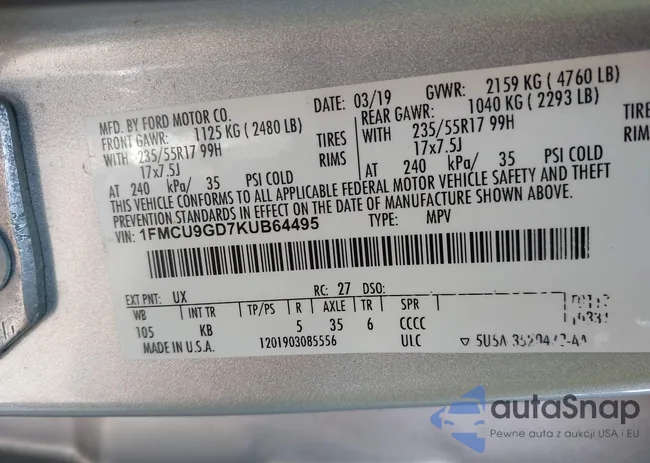 MFD. BY FORD MOTOR CO. DATE: 03/19 GVWR: 2159 KG (4760 LB)
FRONT GAWR: 1125 KG (2480 LB) REAR GAWR: 1040 KG (2293 LB)
WITH 235/55R17 99H TIRES WITH 235/55R17 99H TIRES
17x7.5J RIMS 17x7.5J RIMS
AT 240 kPa/ 35 PSI COLD AT 240 kPa/ 35 PSI COLD
THIS VEHICLE CONFORMS TO ALL APPLICABLE FEDERAL MOTOR VEHICLE SAFETY AND THEFT
PREVENTION STANDARDS IN EFFECT ON THE DATE OF MANUFACTURE SHOWN ABOVE.
VIN: 1FMCU9GD7KUB64495 TYPE: MPV
EXT PNT: UX RC: 27 DSO:
WB INT TR TP/PS R AXLE TR SPR
105 KB 5 35 6 CCCC
MADE IN U.S.A. 1201903085556 ULC
autoSnap
Pewne auta z aukcji USA i EU